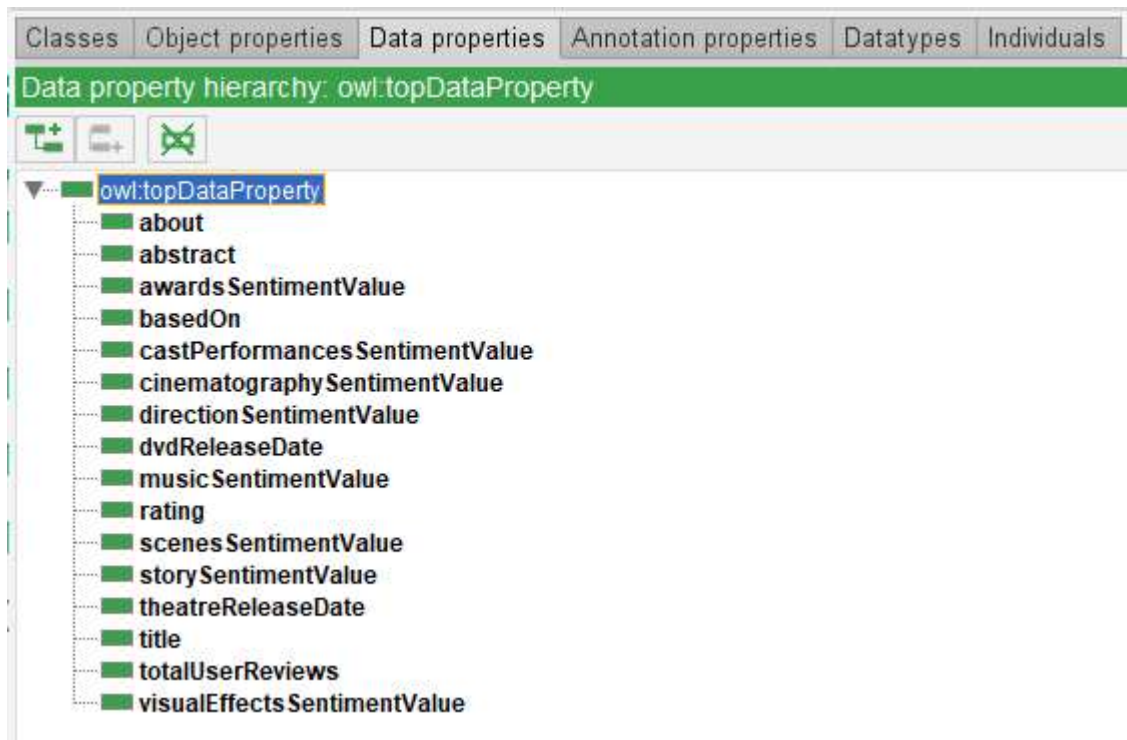 Classes Object properties Data properties Annotation properties Datatypes Individuals
Data property hierarchy: owl:topDataProperty
owl:topDataProperty
about
abstract
awardsSentimentValue
basedOn
castPerformancesSentimentValue
cinematographySentimentValue
directionSentimentValue
dvdReleaseDate
musicSentimentValue
rating
scenesSentimentValue
storySentimentValue
theatreReleaseDate
title
totalUserReviews
visualEffectsSentimentValue